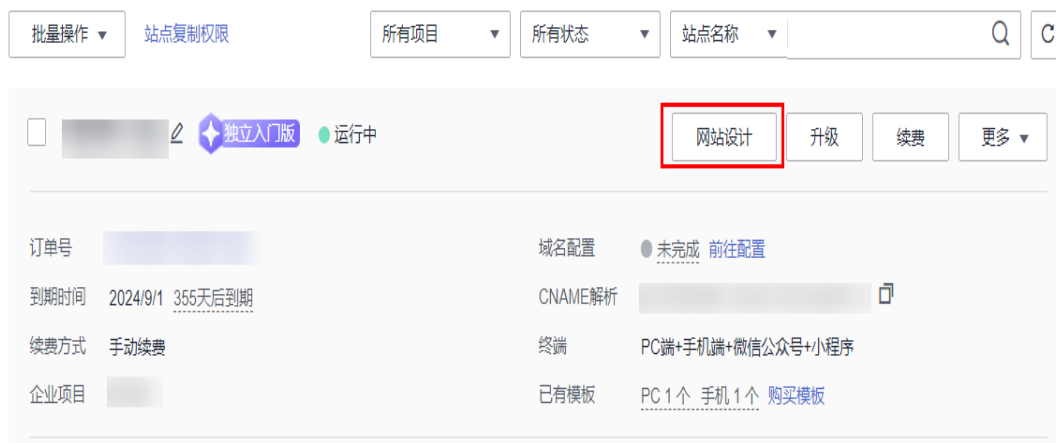 批量操作 站点复制权限 所有项目 所有状态 站点名称
独立入门版 运行中 网站设计 升级 续费 更多
订单号 域名配置 未完成 前往配置
到期时间 2024/9/1 355天后到期 CNAME解析
续费方式 手动续费 终端 PC端+手机端+微信公众号+小程序
企业项目 已有模板 PC 1 个 手机 1 个 购买模板